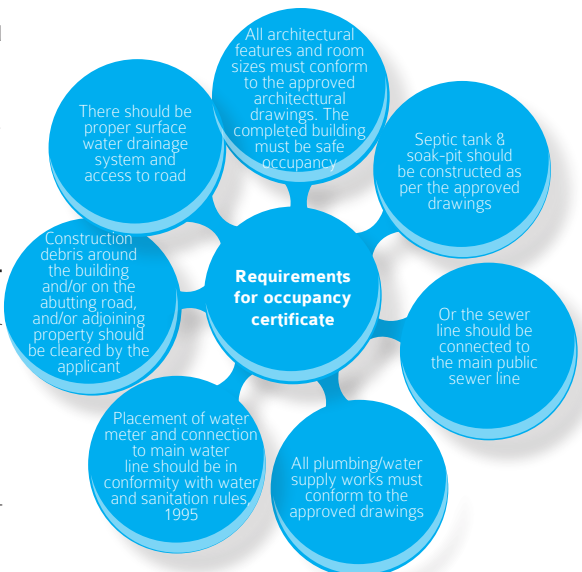 Requirements
for occupancy
certificate
All architectural
features and room
sizes must conform
to the approved
architecttural
drawings. The
completed building
must be safe
occupancy
Septic tank 8
soak-pit should
be constructed as
per the approved
drawings
Or the sewer
line should be
connected to
the main public
sewer line
All plumbing/water
supply works must
conform to the
approved drawings
Placement of water
meter and connection
to main water
line should be in
conformity with water
and sanitation rules,
1995
Construction
debris around
the building
and/or on the
abutting road,
and/or adjoining
property should
be cleared by the
applicant
There should be
proper surface
water drainage
system and
access to road